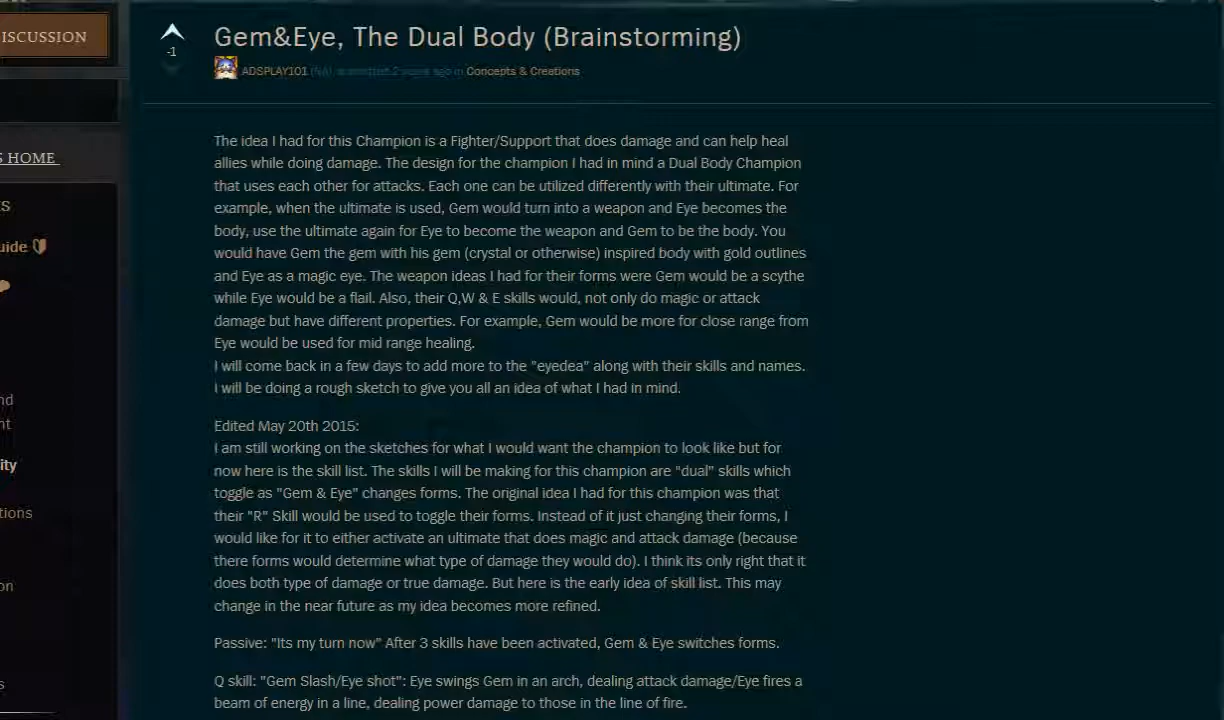 ISCUSSION
-1
Gem&Eye, The Dual Body (Brainstorming)
ADSPLAY101 (NA) submitted 2 years ago in Concepts & Creations
S HOME
S
uide
nd
nt
ity
tions
on
s
The idea I had for this Champion is a Fighter/Support that does damage and can help heal
allies while doing damage. The design for the champion I had in mind a Dual Body Champion
that uses each other for attacks. Each one can be utilized differently with their ultimate. For
example, when the ultimate is used, Gem would turn into a weapon and Eye becomes the
body, use the ultimate again for Eye to become the weapon and Gem to be the body. You
would have Gem the gem with his gem (crystal or otherwise) inspired body with gold outlines
and Eye as a magic eye. The weapon ideas I had for their forms were Gem would be a scythe
while Eye would be a flail. Also, their Q,W & E skills would, not only do magic or attack
damage but have different properties. For example, Gem would be more for close range from
Eye would be used for mid range healing.
I will come back in a few days to add more to the "eyedea" along with their skills and names.
I will be doing a rough sketch to give you all an idea of what I had in mind.
Edited May 20th 2015:
I am still working on the sketches for what I would want the champion to look like but for
now here is the skill list. The skills I will be making for this champion are "dual" skills which
toggle as "Gem & Eye" changes forms. The original idea I had for this champion was that
their "R" Skill would be used to toggle their forms. Instead of it just changing their forms, I
would like for it to either activate an ultimate that does magic and attack damage (because
there forms would determine what type of damage they would do). I think its only right that it
does both type of damage or true damage. But here is the early idea of skill list. This may
change in the near future as my idea becomes more refined.
Passive: "Its my turn now" After 3 skills have been activated, Gem & Eye switches forms.
Q skill: "Gem Slash/Eye shot": Eye swings Gem in an arch, dealing attack damage/Eye fires a
beam of energy in a line, dealing power damage to those in the line of fire.